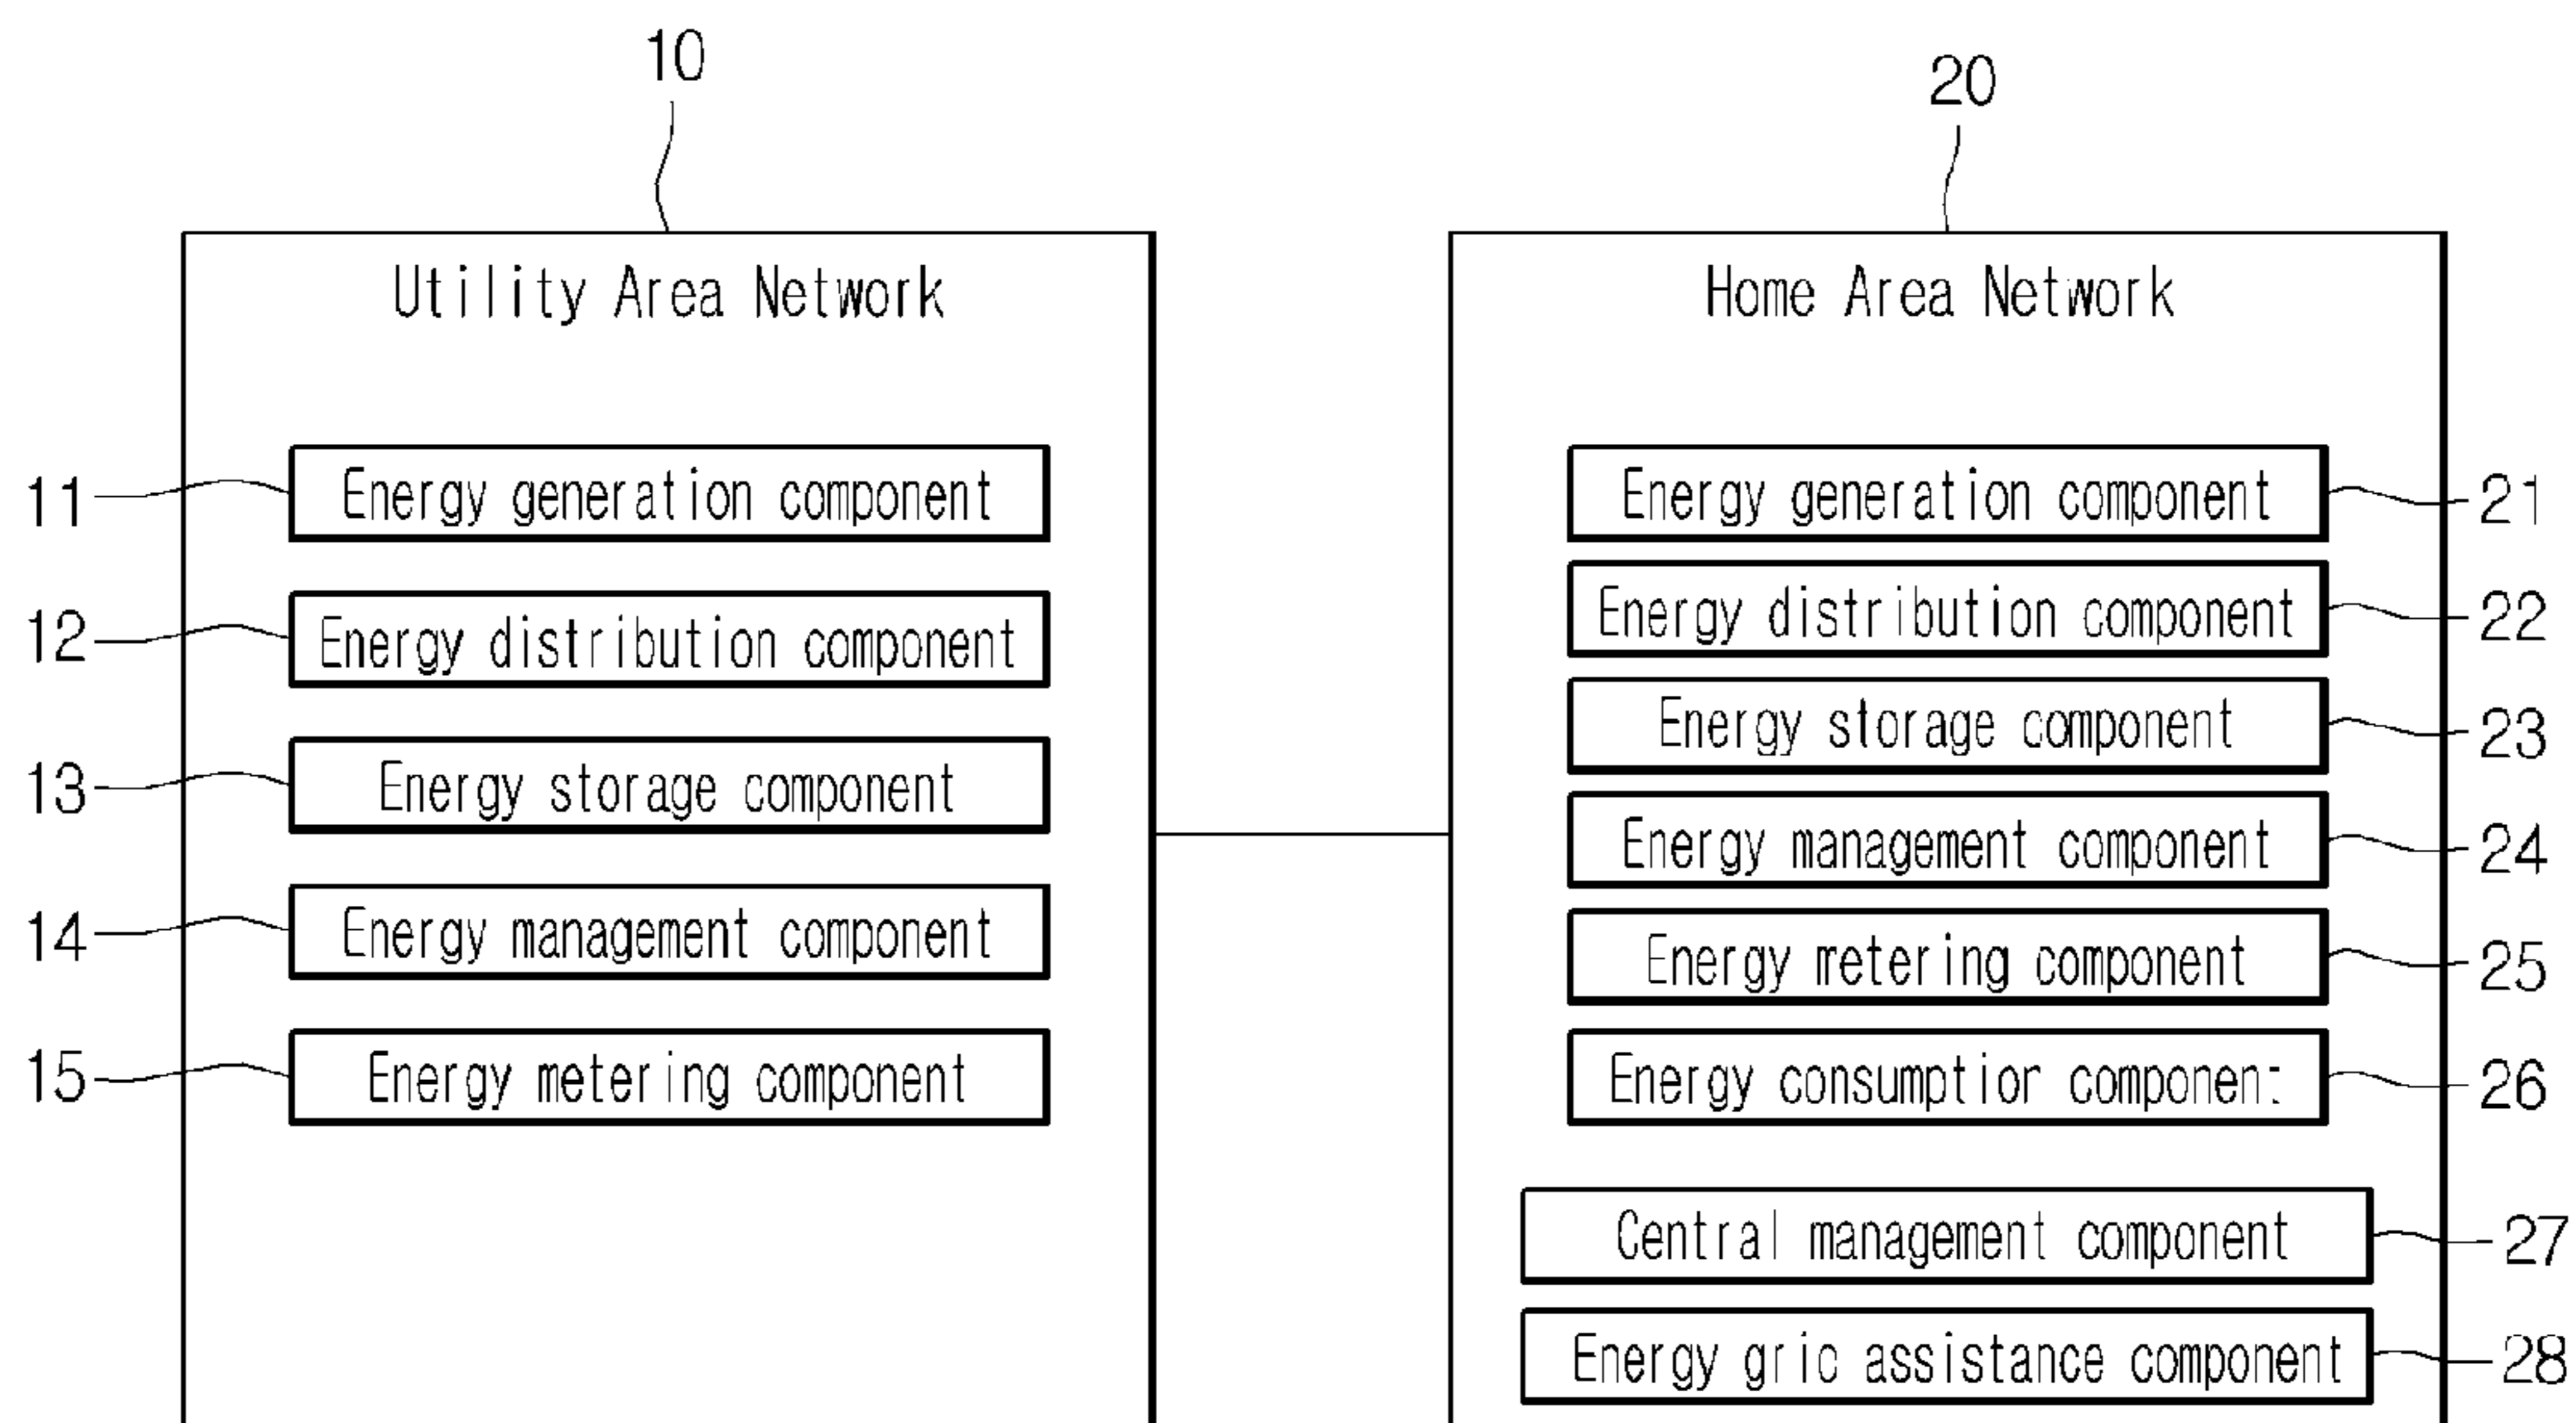 10
20
Utility Area Network
11
Energy generation component
12
Energy distribution component
13
Energy storage component
14
Energy management component
15
Energy metering component
Home Area Network
Energy generation component
21
Energy distribution component
22
Energy storage component
23
Energy management component
24
Energy metering component
25
Energy consumption component
26
Central management component
27
Energy grid assistance component
28